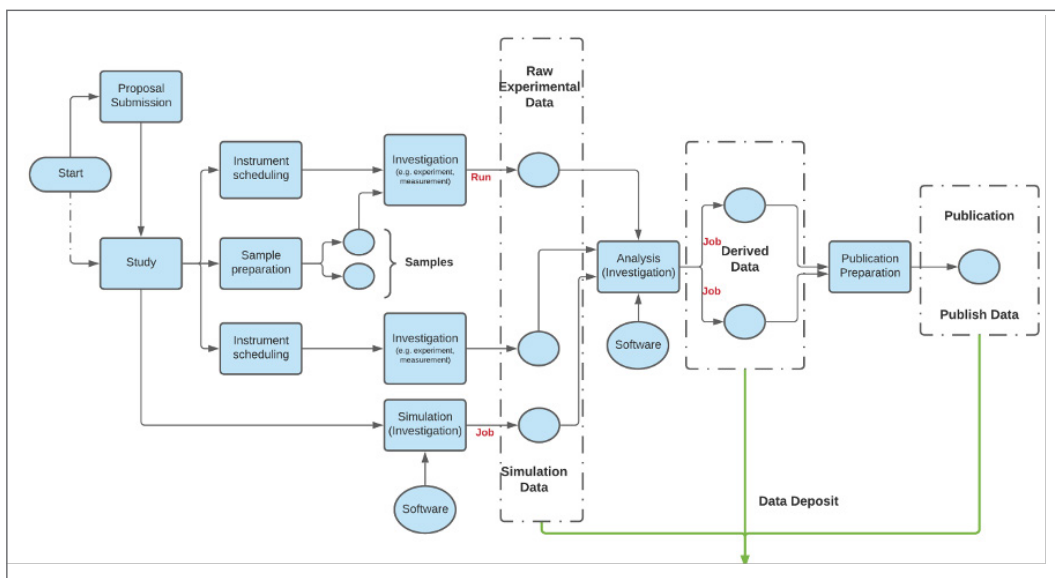 Proposal
Submission
Start
Study
Instrument
scheduling
Sample
preparation
Instrument
scheduling
Investigation
(e.g. experiment,
measurement)
Run
Samples
Investigation
(e.g. experiment,
measurement)
Simulation
(Investigation)
Job
Software
Raw
Experimental
Data
Simulation
Data
Analysis
(Investigation)
Software
Job
Derived
Data
Job
Publication
Preparation
Publication
Publish Data
Data Deposit